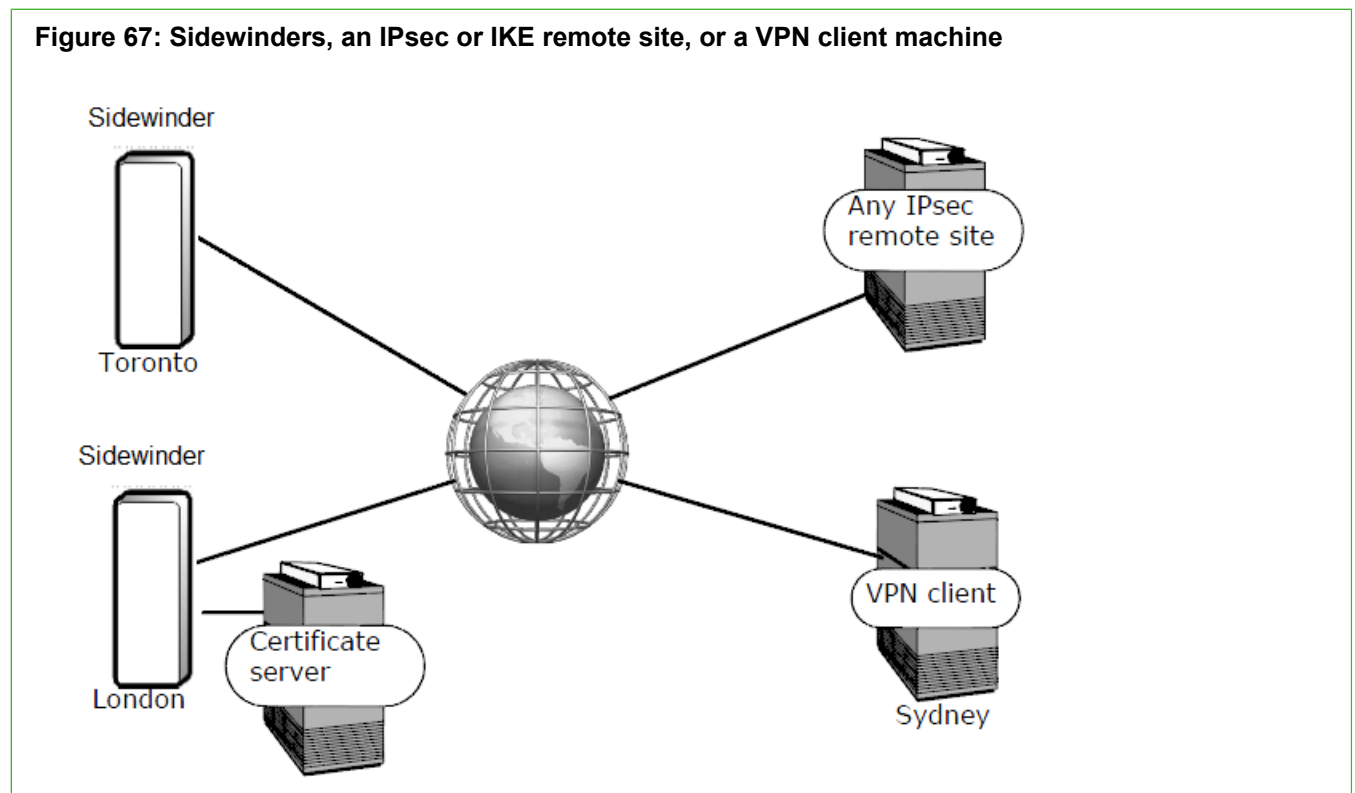 Figure 67: Sidewinders, an IPsec or IKE remote site, or a VPN client machine
Sidewinder
Toronto
Any IPsec
remote site
Sidewinder
London
Certificate
server
VPN client
Sydney